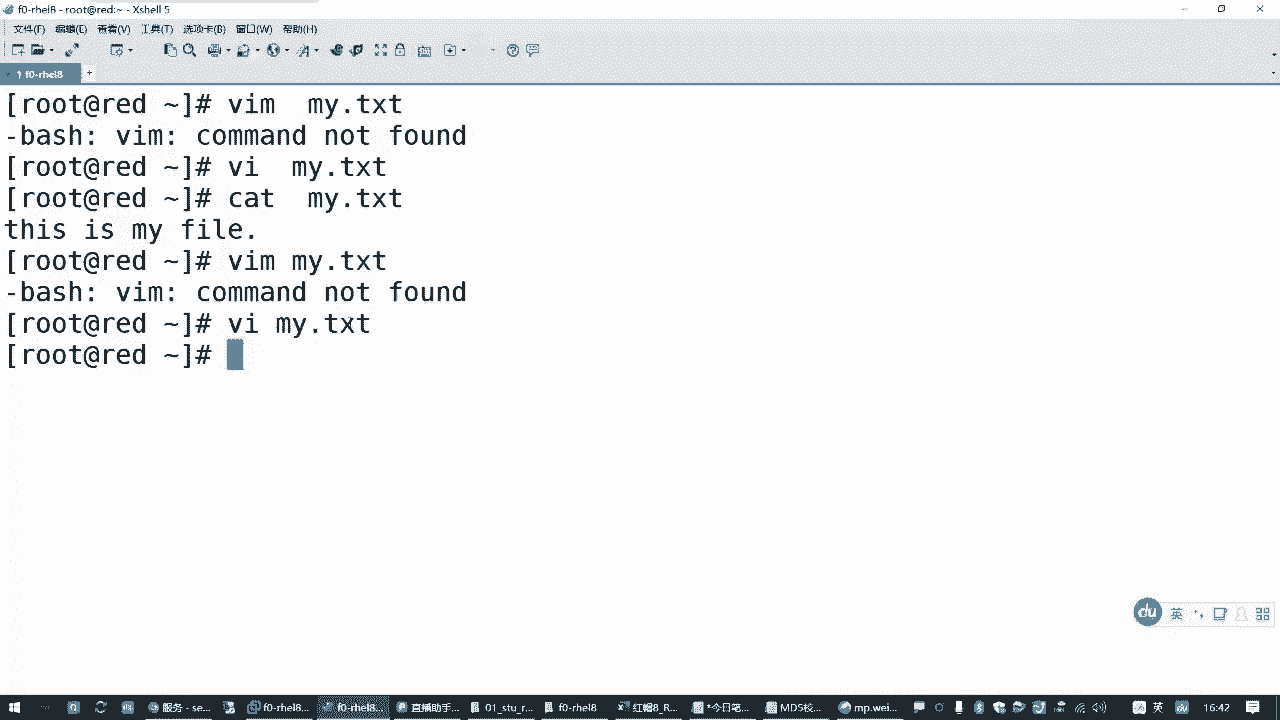 f0-rhel8 - root@red:~ - Xshell 5
文件(F) 编辑(E) 查看(V) 工具(T) 选项卡(B) 窗口(W) 帮助(H)
1 f0-rhel8 +
[root@red ~]# vim  my.txt
-bash: vim: command not found
[root@red ~]# vi  my.txt
[root@red ~]# cat  my.txt
this is my file.
[root@red ~]# vim my.txt
-bash: vim: command not found
[root@red ~]# vi my.txt
[root@red ~]#
du 英
服务 - se... f0-rhel8... f0-rhel8... 直播助手... 01_stu_r... f0-rhel8 红帽8_R... *今日笔... MD5校... mp.wei... 英 du 16:42